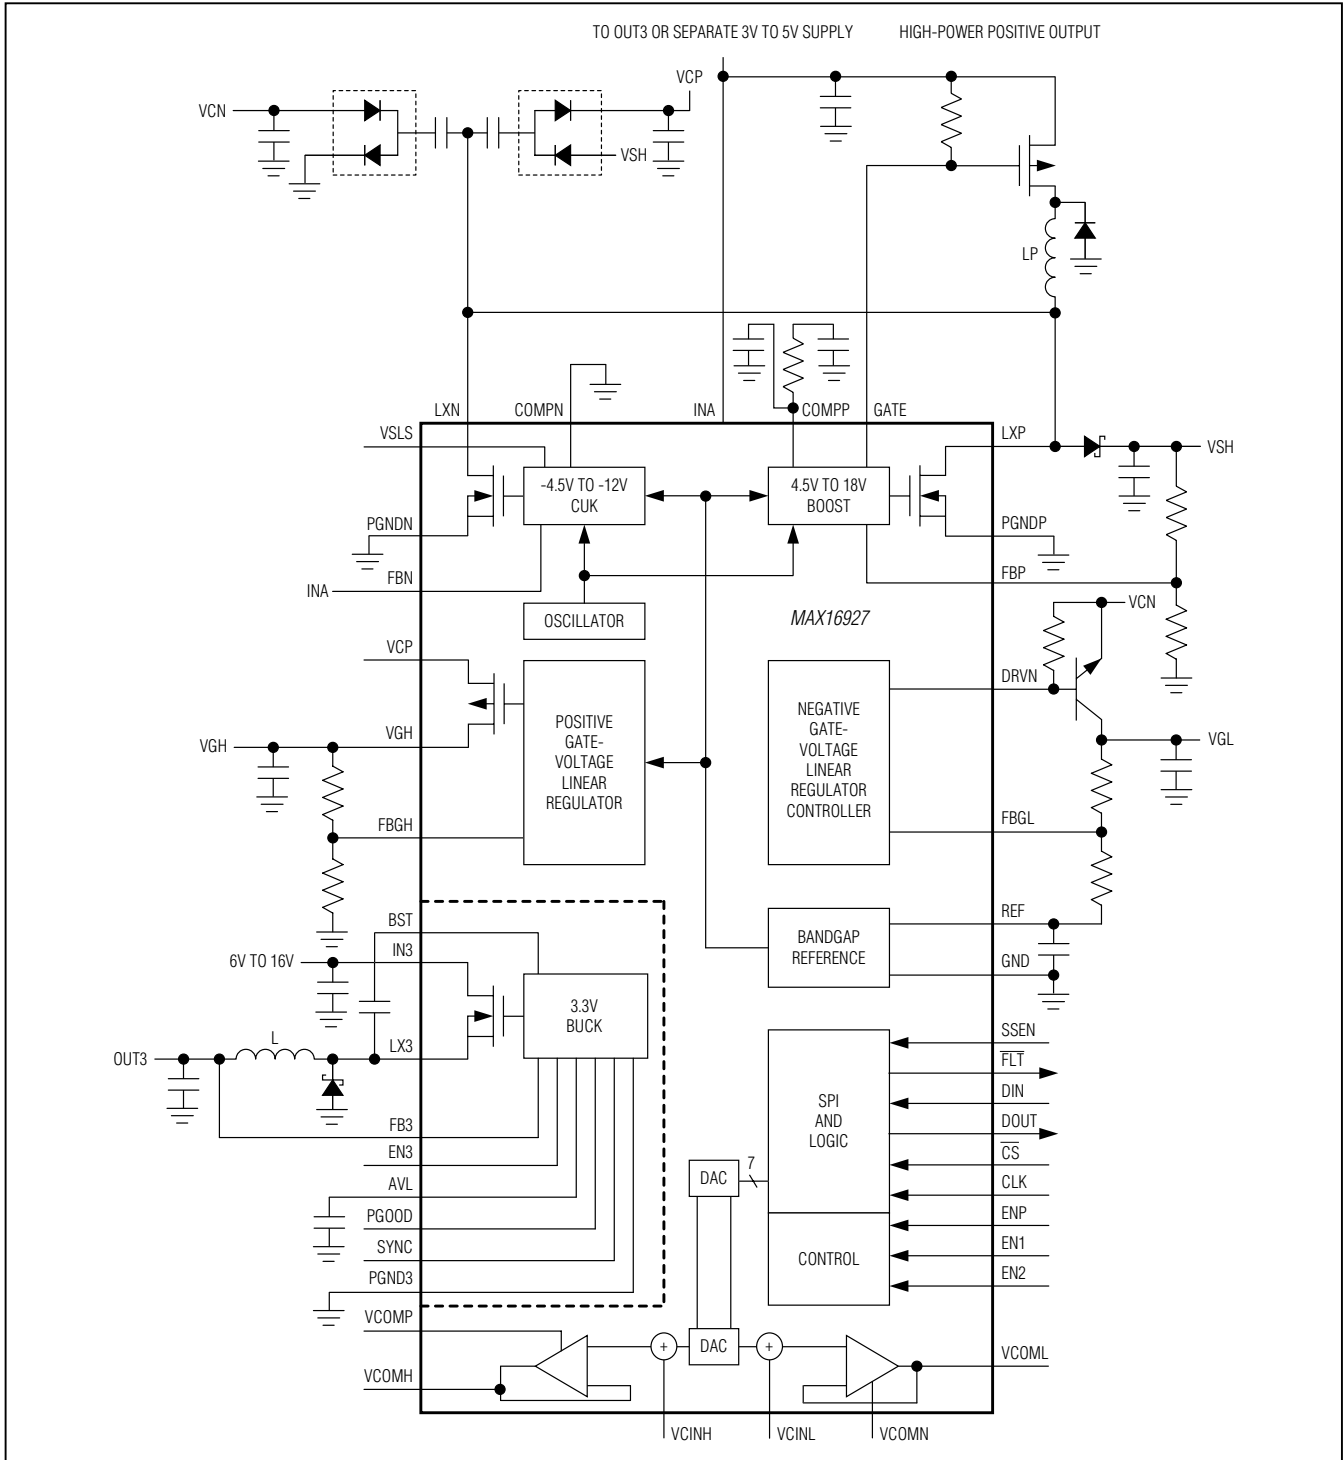 TO OUT3 OR SEPARATE 3V TO 5V SUPPLY
HIGH-POWER POSITIVE OUTPUT
VCP
VCN
VSH
LP
LXN
COMPN
INA
COMPP
GATE
LXP
VSLS
VSH
-4.5V TO -12V
CUK
4.5V TO 18V
BOOST
PGNDN
PGNDP
FBN
FBP
INA
OSCILLATOR
MAX16927
VCN
VCP
DRVN
POSITIVE
GATE-
VOLTAGE
LINEAR
REGULATOR
NEGATIVE
GATE-
VOLTAGE
LINEAR
REGULATOR
CONTROLLER
VGH
VGH
VGL
FBGH
FBGL
BST
REF
IN3
6V TO 16V
BANDGAP
REFERENCE
GND
3.3V
BUCK
L
LX3
OUT3
SSEN
FLT
DIN
DOUT
CS
CLK
SPI
AND
LOGIC
FB3
EN3
AVL
PGOOD
SYNC
PGND3
DAC
7
ENP
EN1
EN2
CONTROL
VCOMP
VCOMH
+
DAC
+
VCOML
VCINH
VCINL
VCOMN